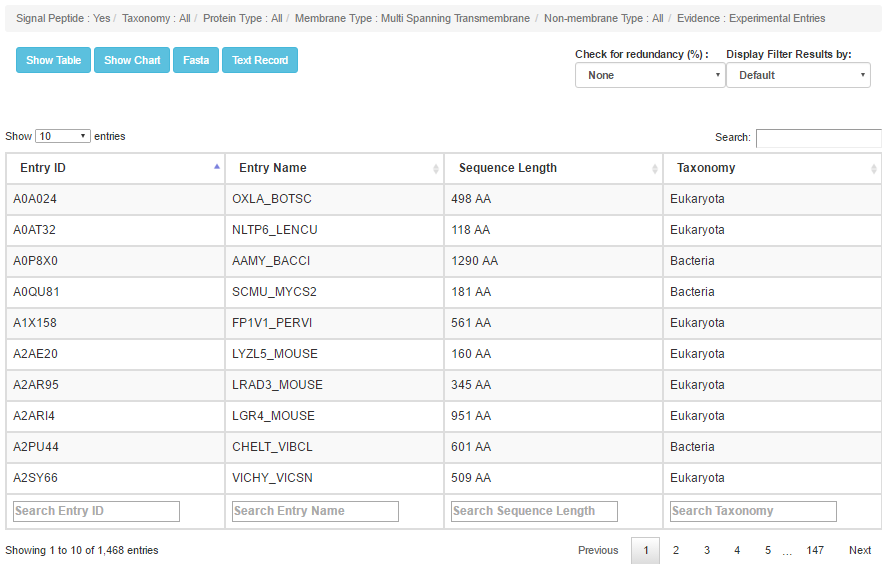 Signal Peptide : Yes / Taxonomy : All / Protein Type : All / Membrane Type : Multi Spanning Transmembrane / Non-membrane Type : All / Evidence : Experimental Entries
Check for redundancy (%) : Display Filter Results by:
Show Table Show Chart Fasta Text Record
None Default
Show 10 entries Search:
Entry ID Entry Name Sequence Length Taxonomy
A0A024 OXLA_BOTSC 498 AA Eukaryota
A0AT32 NLTP6_LENCU 118 AA Eukaryota
A0P8X0 AAMY_BACCI 1290 AA Bacteria
A0QU81 SCMU_MYCS2 181 AA Bacteria
A1X158 FP1V1_PERVI 561 AA Eukaryota
A2AE20 LYZL5_MOUSE 160 AA Eukaryota
A2AR95 LRAD3_MOUSE 345 AA Eukaryota
A2ARI4 LGR4_MOUSE 951 AA Eukaryota
A2PU44 CHELT_VIBCL 601 AA Bacteria
A2SY66 VICHY_VICSN 509 AA Eukaryota
Search Entry ID Search Entry Name Search Sequence Length Search Taxonomy
Showing 1 to 10 of 1,468 entries Previous 1 2 3 4 5 ... 147 Next